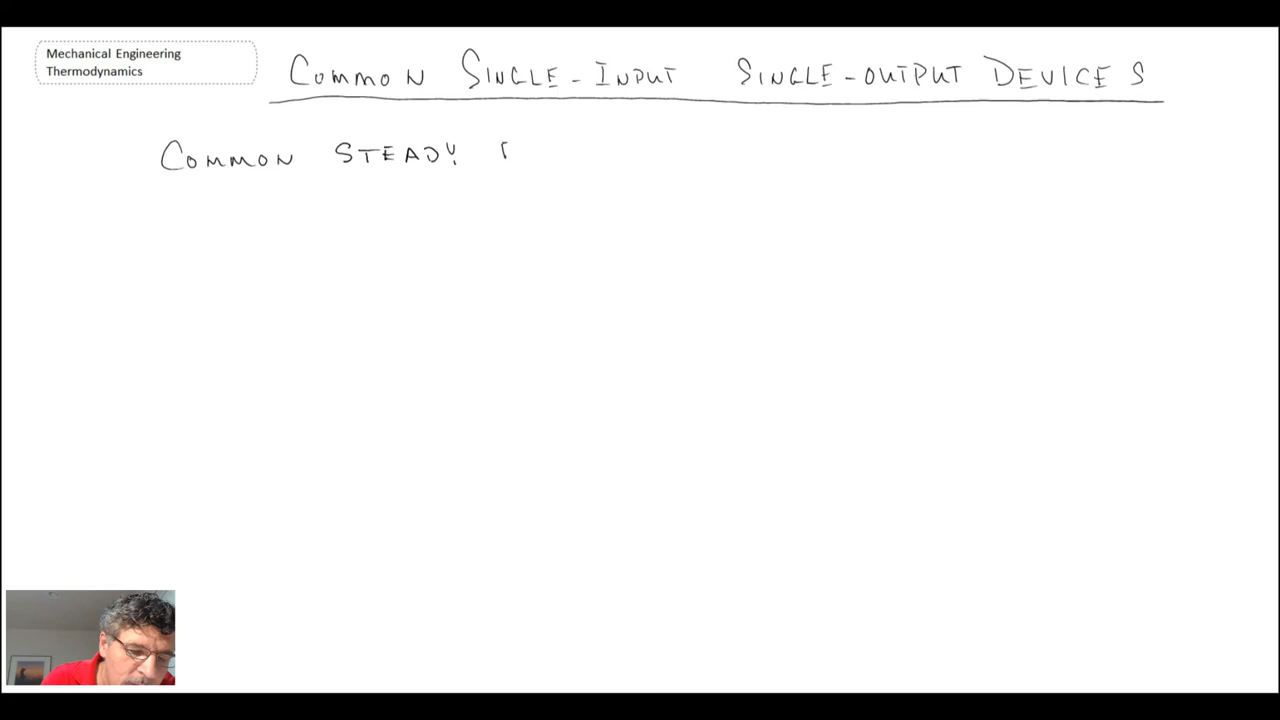 Mechanical Engineering
Thermodynamics
COMMON SINGLE-INPUT SINGLE-OUTPUT DEVICES
COMMON STEADY